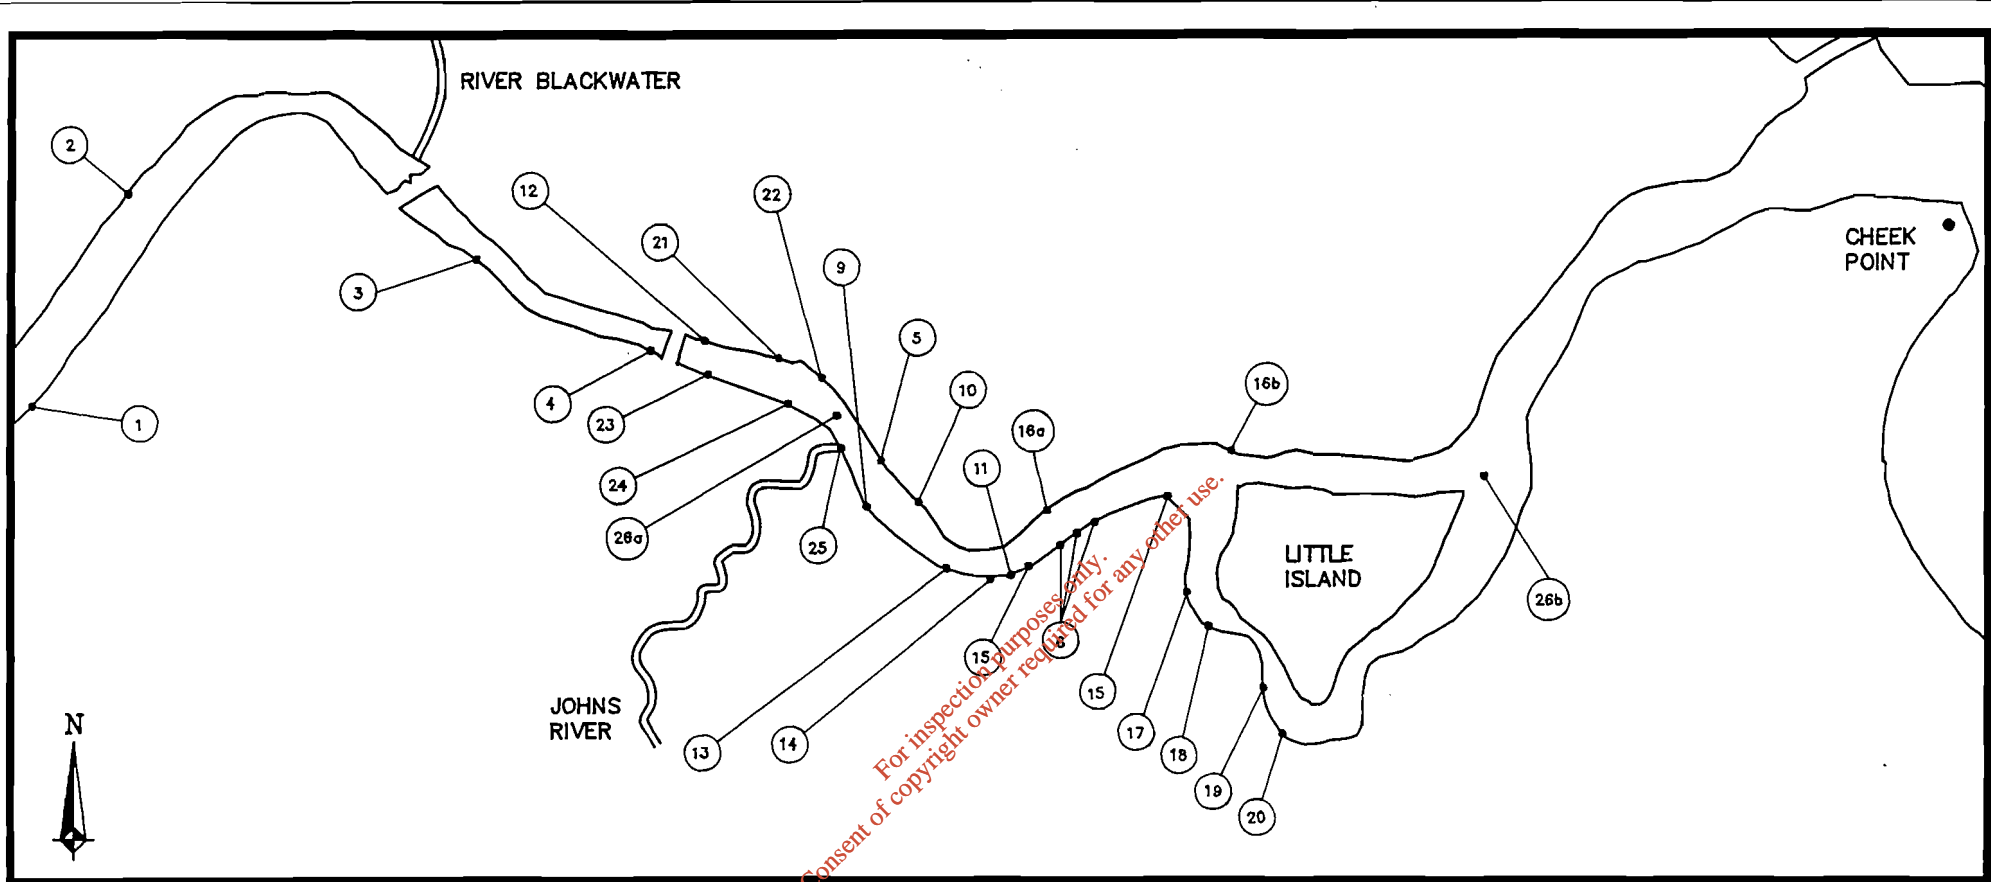 RIVER BLACKWATER
2
12
22
21
9
CHEEK
POINT
3
5
16b
10
4
1
23
16a
11
24
26a
25
LITTLE
ISLAND
26b
15
6
15
JOHNS
RIVER
N
13
14
17
18
19
20
For inspection purposes only.
Consent of copyright owner required for any other use.